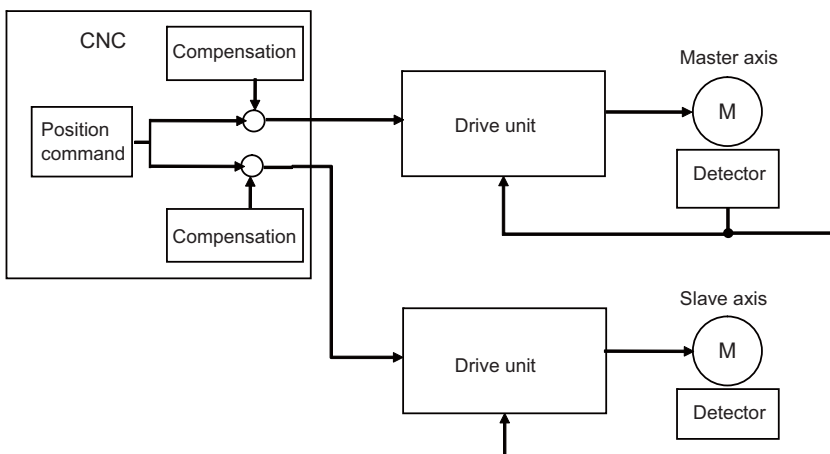 CNC
Compensation
Position
command
Compensation
Drive unit
Master axis
M
Detector
Slave axis
Drive unit
M
Detector